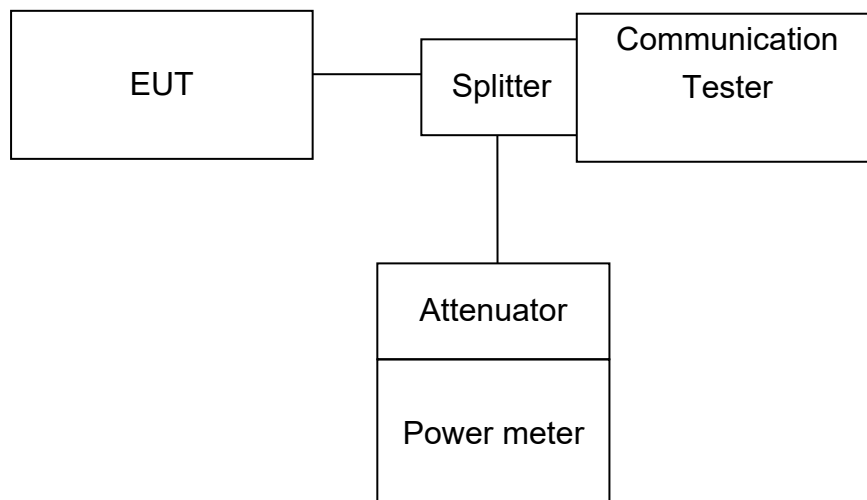 EUT
Splitter
Communication
Tester
Attenuator
Power meter